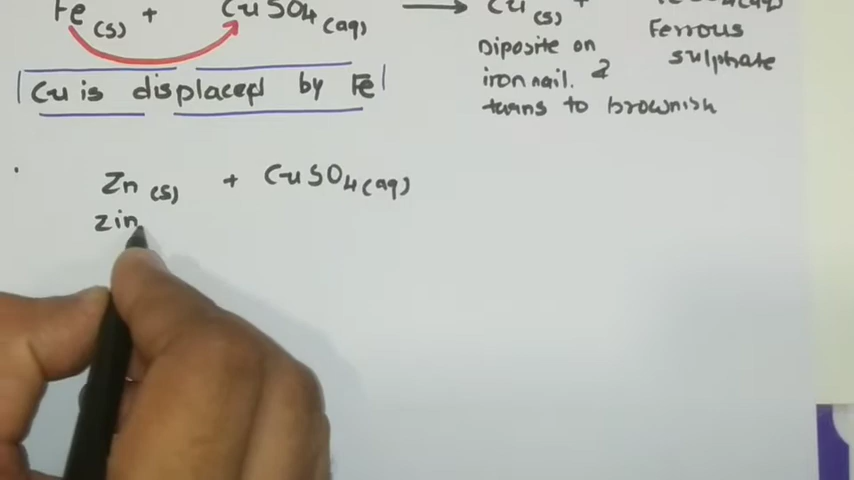 Fe (s) + CuSO4 (aq) → Cu (s) +
Ferrous
sulphate
Diposite on
iron nail. &
turns to brownish
Cu is displaced by Fe
Zn (s) + CuSO4 (aq)
zin